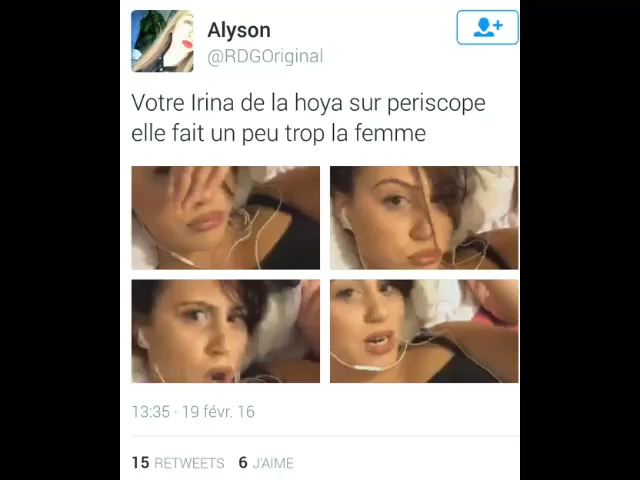 Alyson
@RDGOriginal
Votre Irina de la hoya sur periscope
elle fait un peu trop la femme
13:35 · 19 févr. 16
15 RETWEETS 6 J'AIME